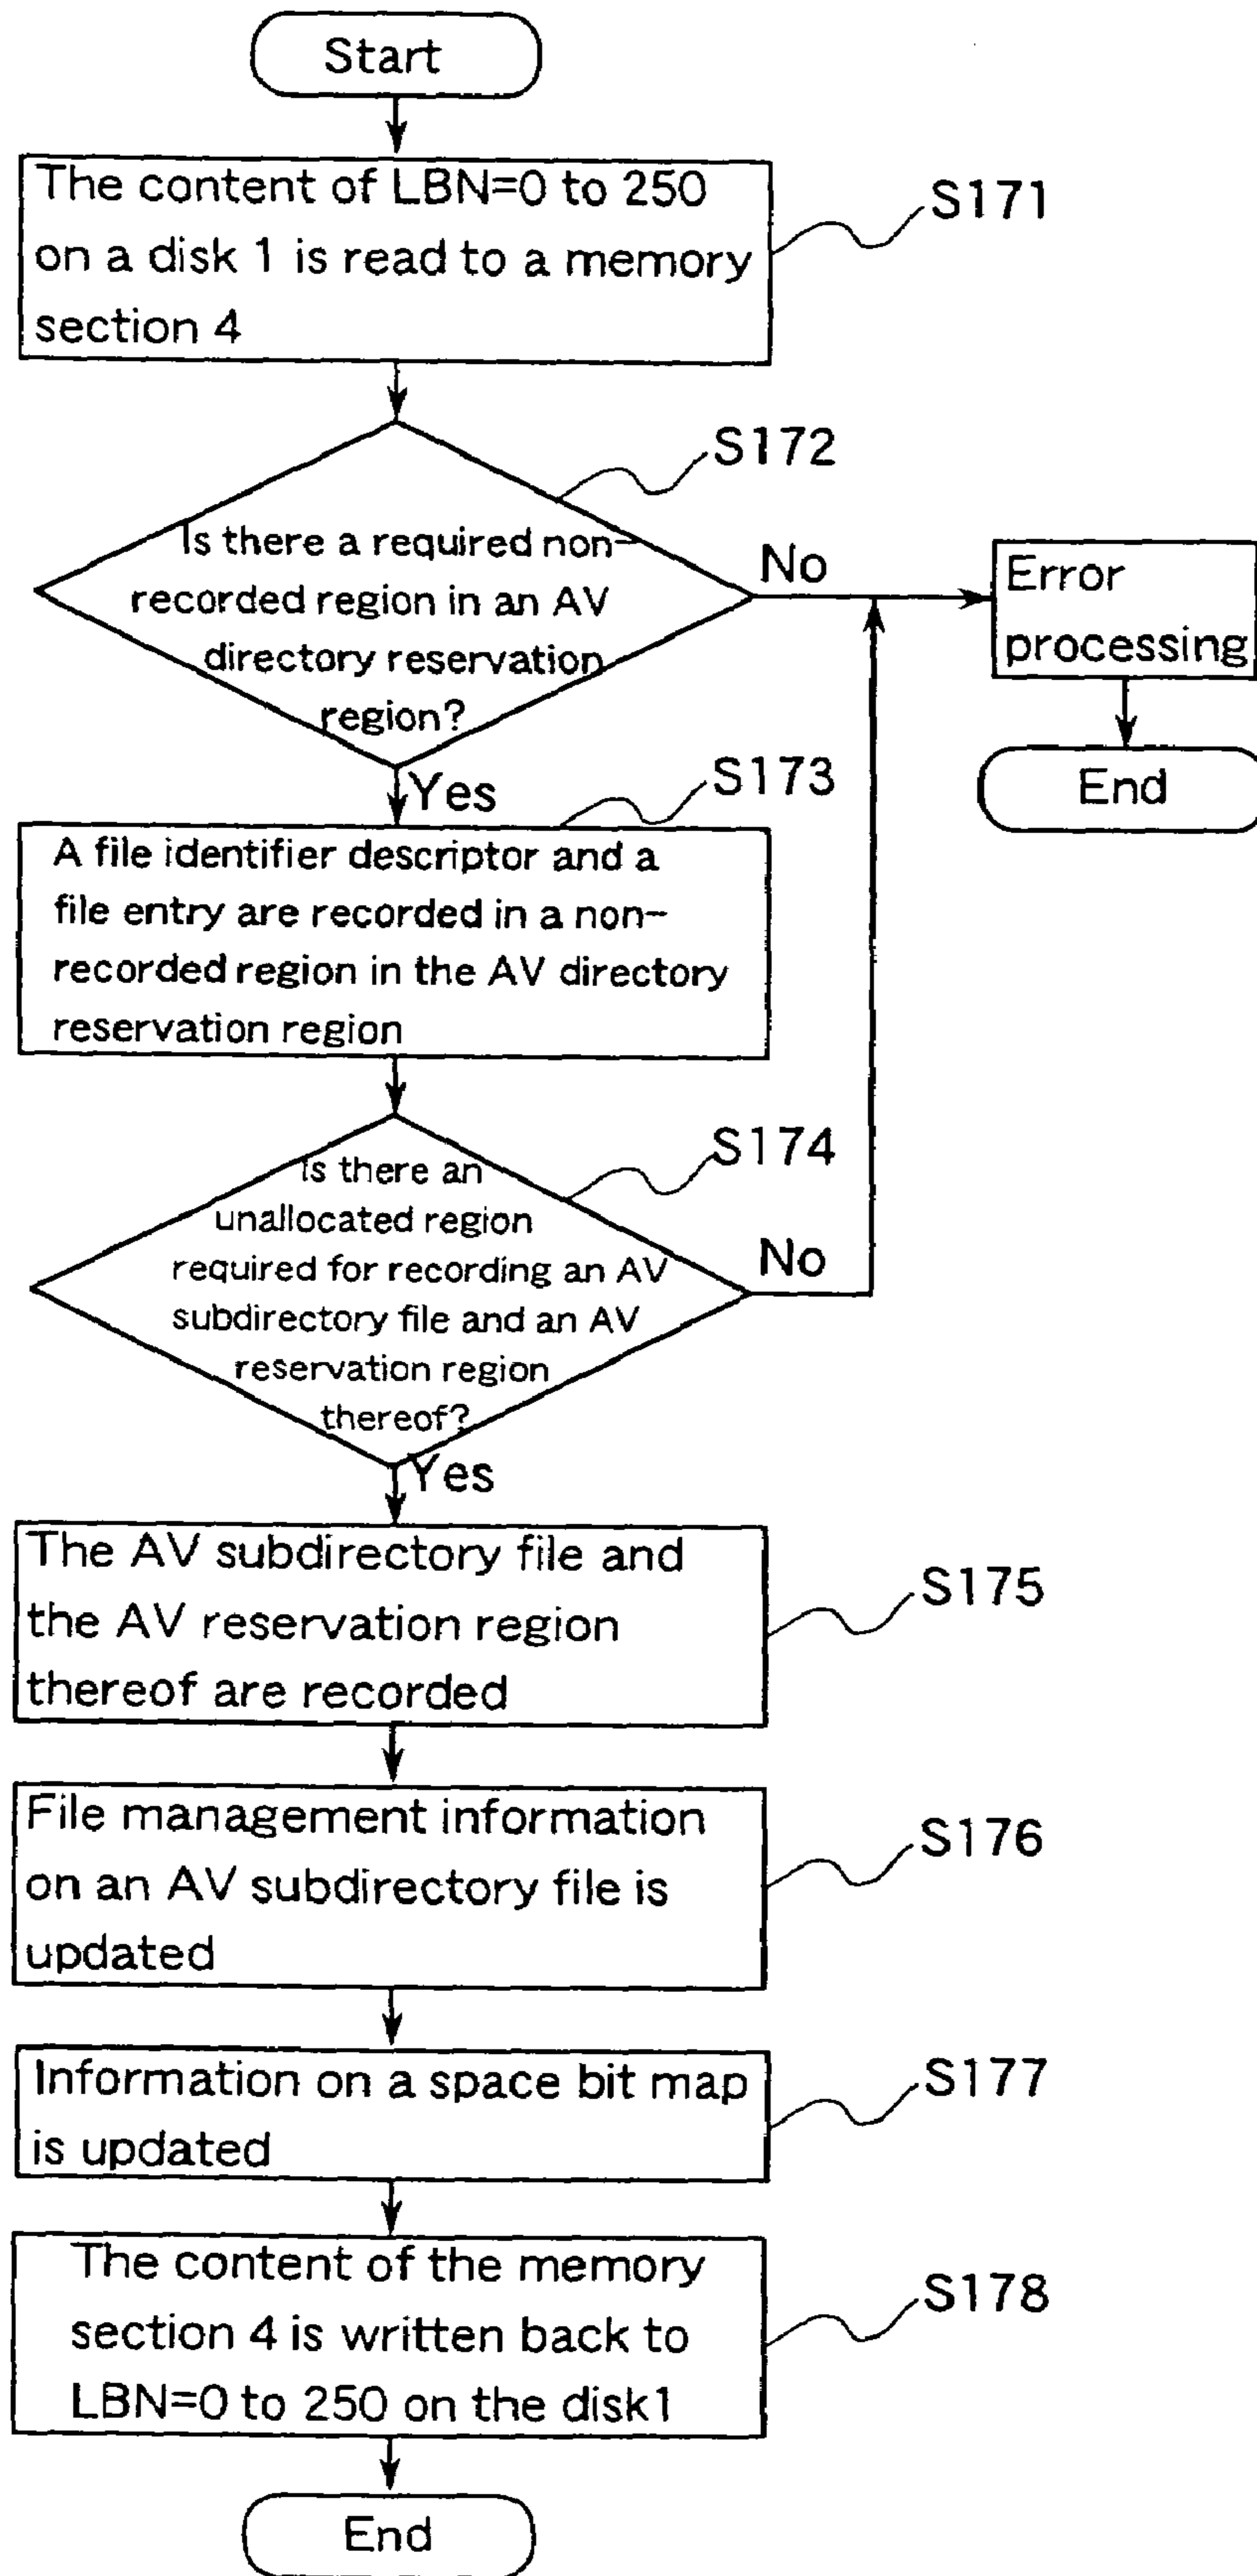 Start
The content of LBN=0 to 250
on a disk 1 is read to a memory
section 4
S171
S172
Is there a required non-
recorded region in an AV
directory reservation
region?
No
Error
processing
End
Yes
S173
A file identifier descriptor and a
file entry are recorded in a non-
recorded region in the AV directory
reservation region
S174
Is there an
unallocated region
required for recording an AV
subdirectory file and an AV
reservation region
thereof?
No
Yes
The AV subdirectory file and
the AV reservation region
thereof are recorded
S175
File management information
on an AV subdirectory file is
updated
S176
Information on a space bit map
is updated
S177
The content of the memory
section 4 is written back to
LBN=0 to 250 on the disk1
S178
End